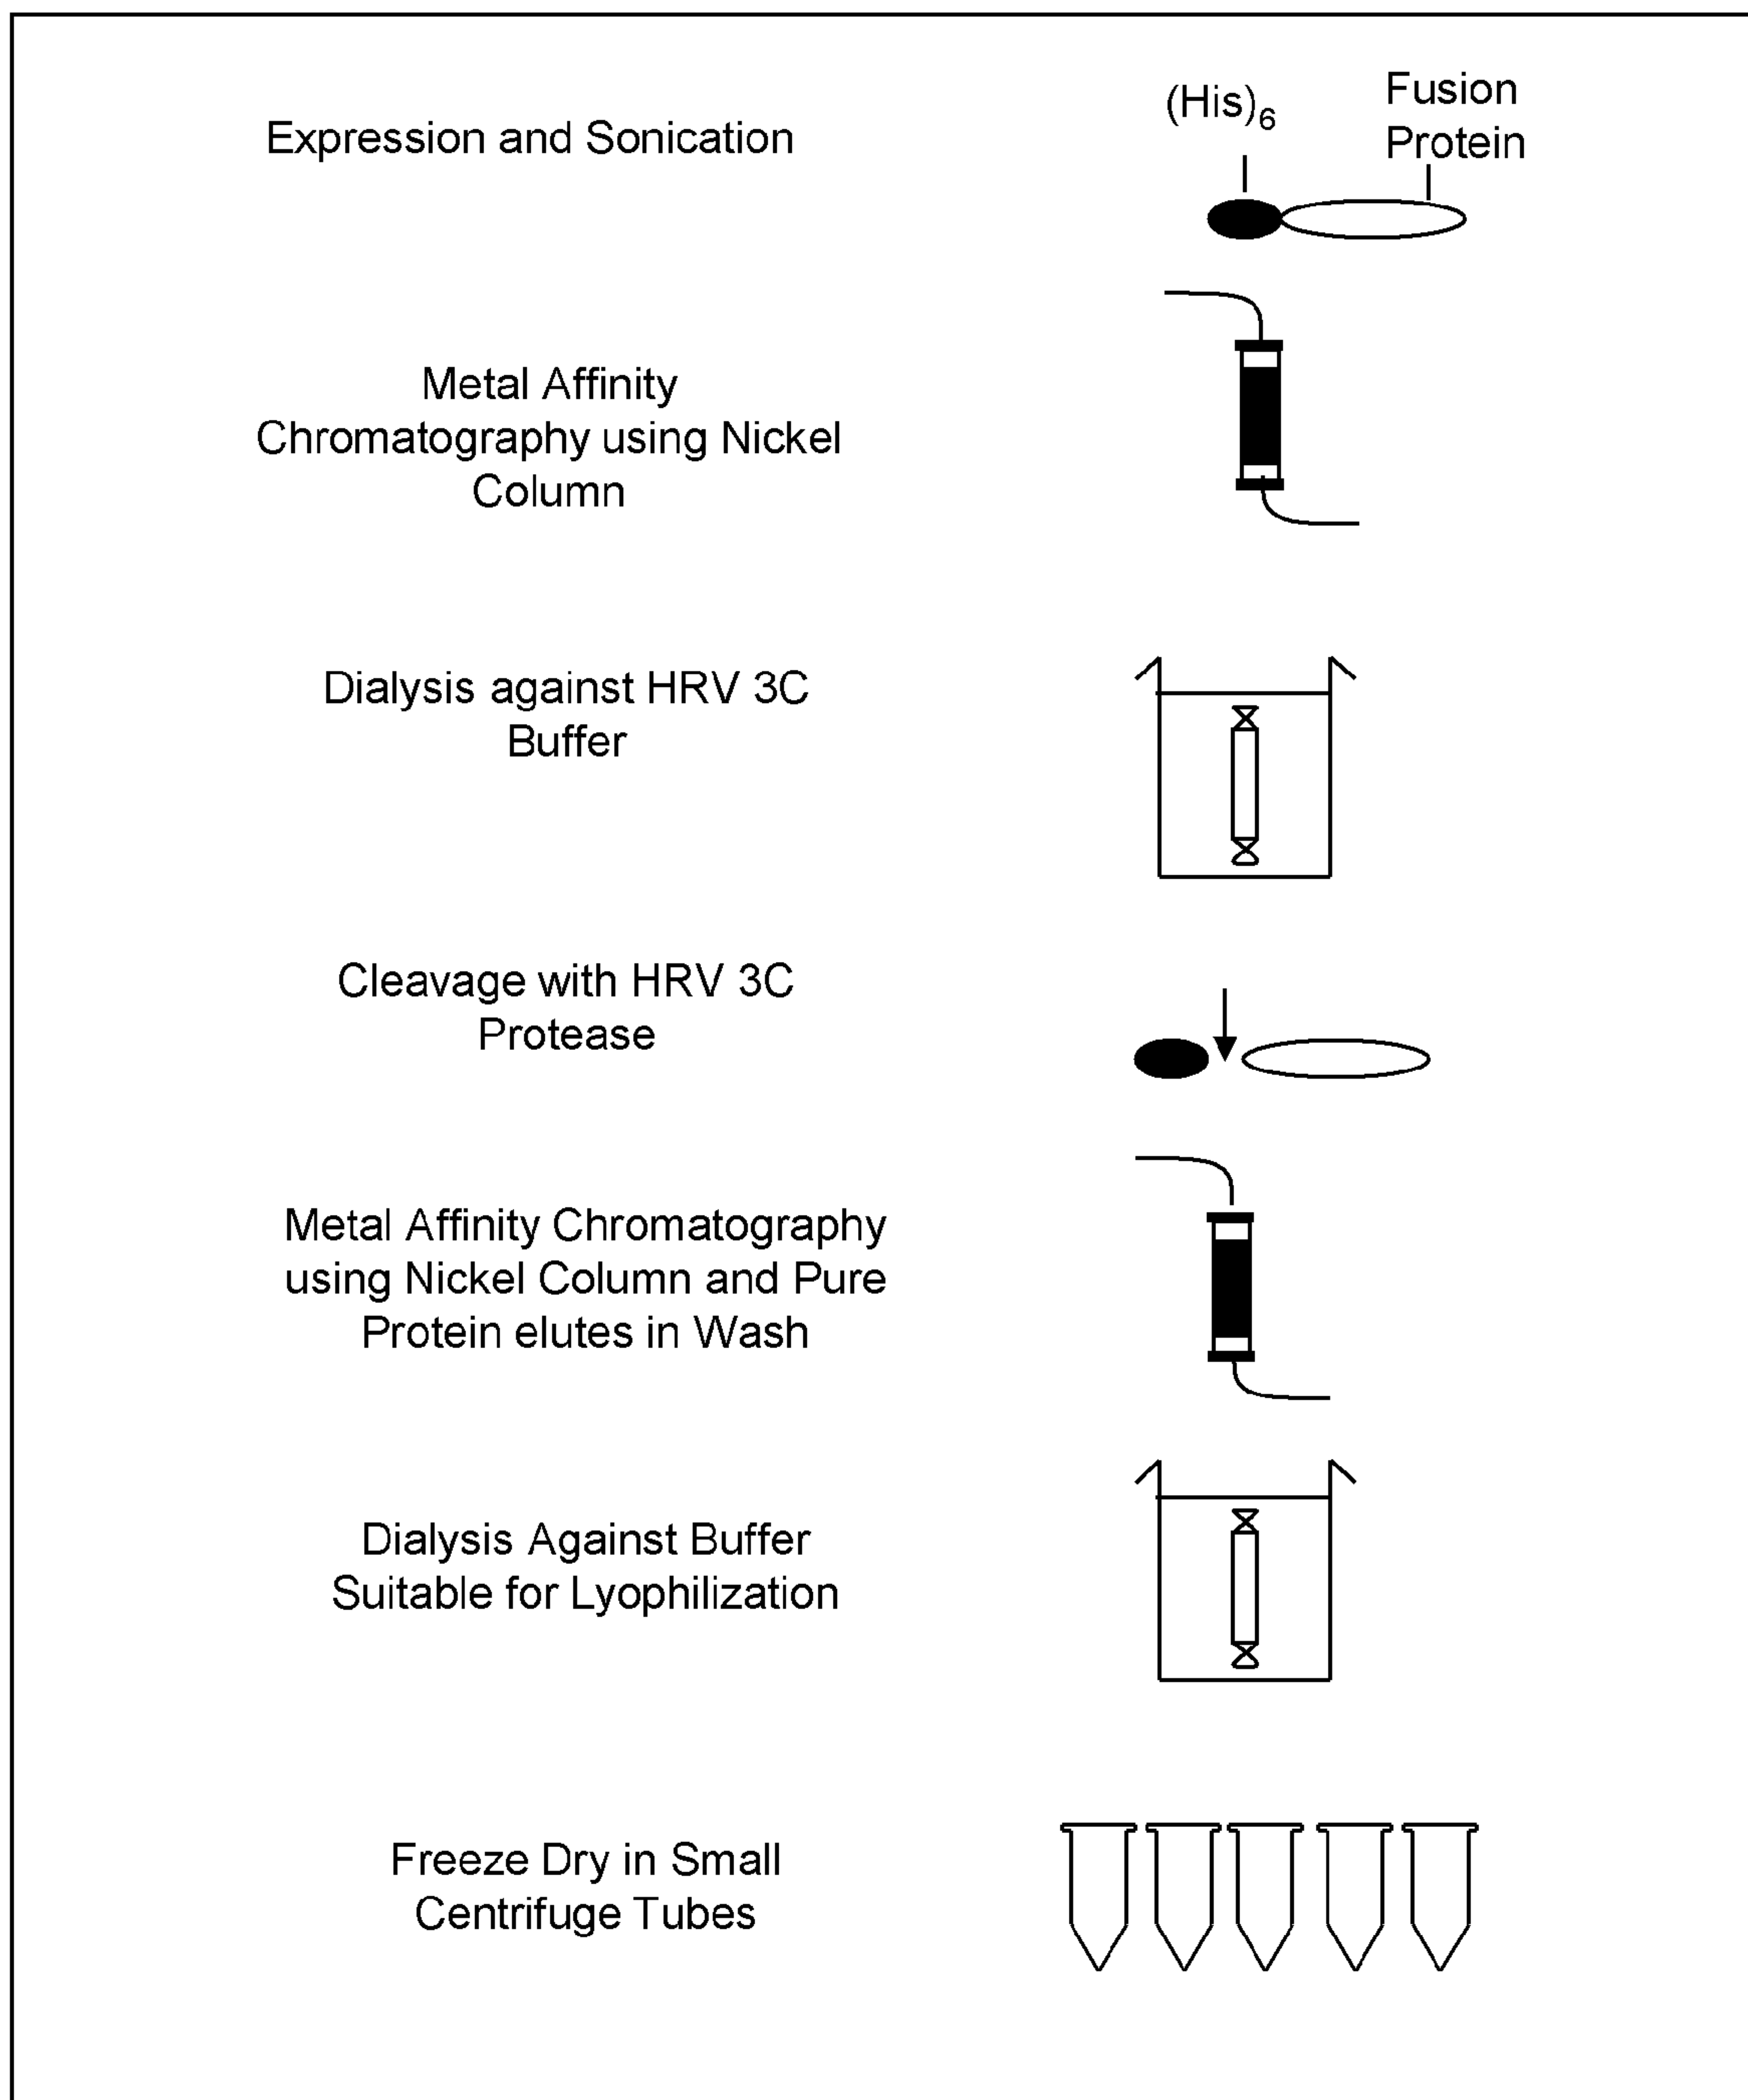 Expression and Sonication
(His)₆
Fusion
Protein
Metal Affinity
Chromatography using Nickel
Column
Dialysis against HRV 3C
Buffer
Cleavage with HRV 3C
Protease
Metal Affinity Chromatography
using Nickel Column and Pure
Protein elutes in Wash
Dialysis Against Buffer
Suitable for Lyophilization
Freeze Dry in Small
Centrifuge Tubes